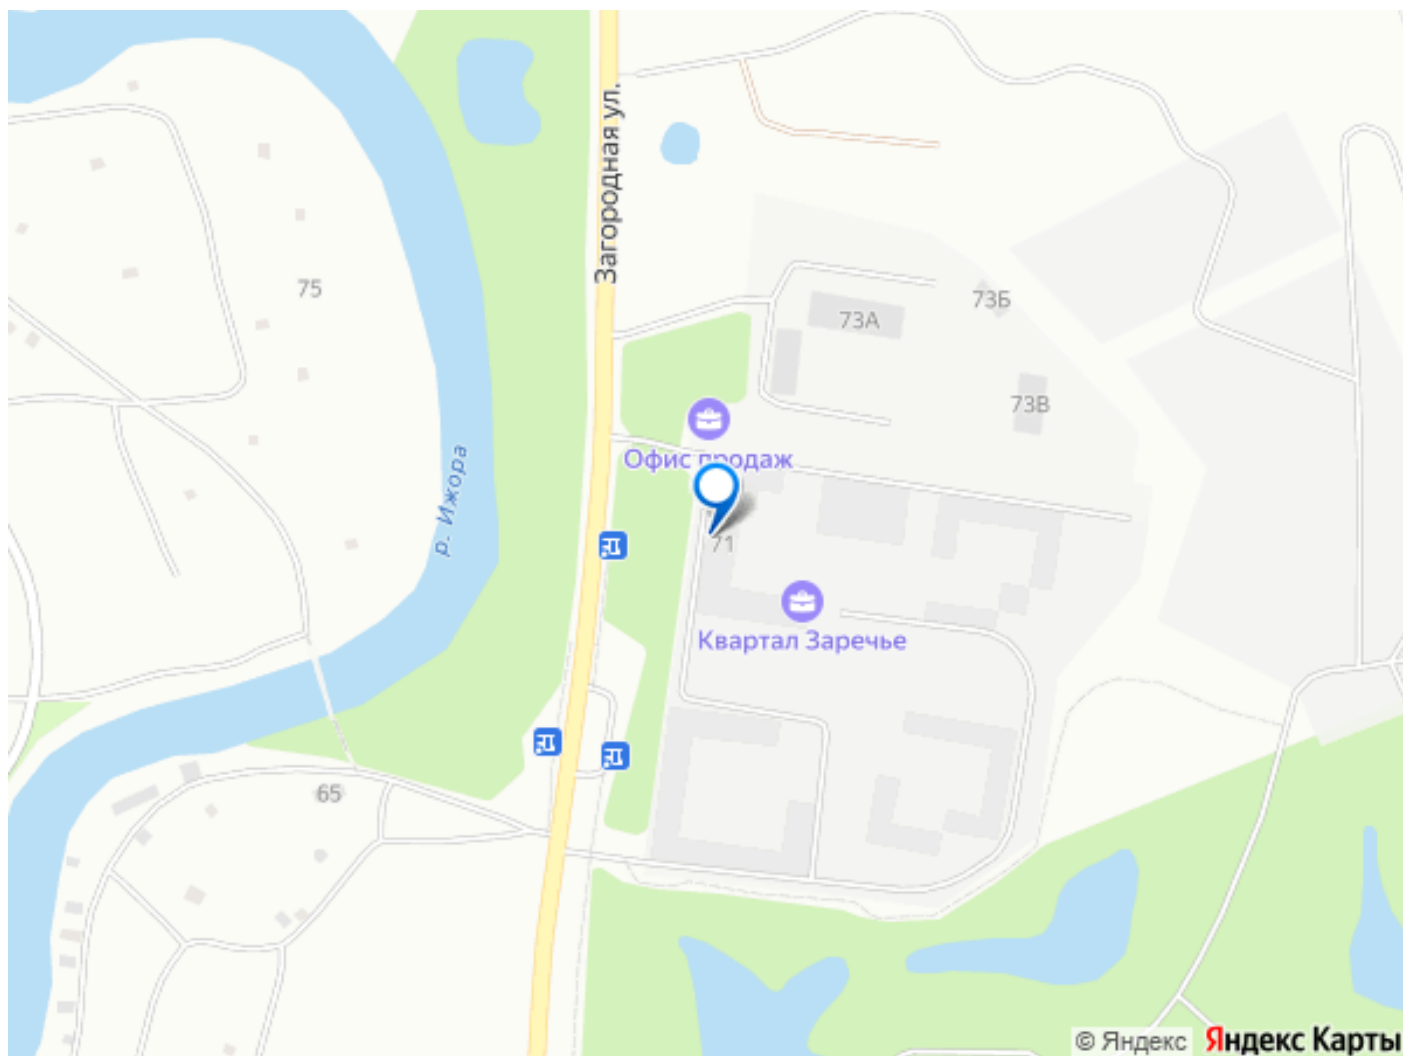 Загородная ул.
75
73Б
73А
73В
Офис продаж
р. Ижора
71
Квартал Заречье
65
© Яндекс Яндекс Карты